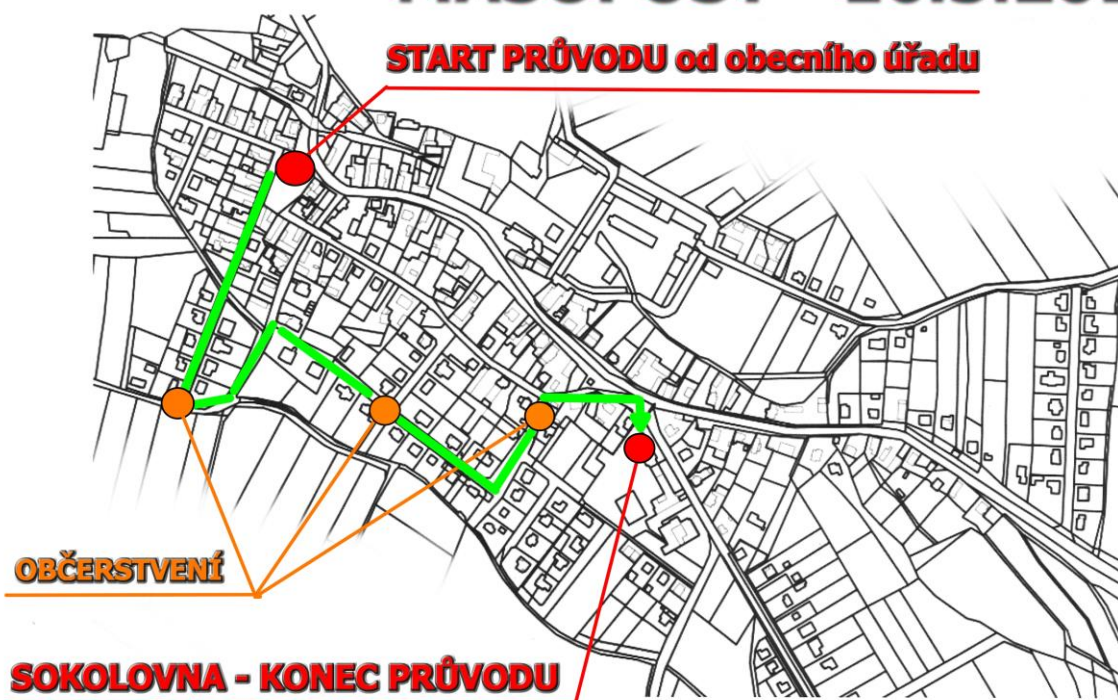 START PRŮVODU od obecního úřadu
OBČERSTVENÍ
SOKOLOVNA - KONEC PRŮVODU